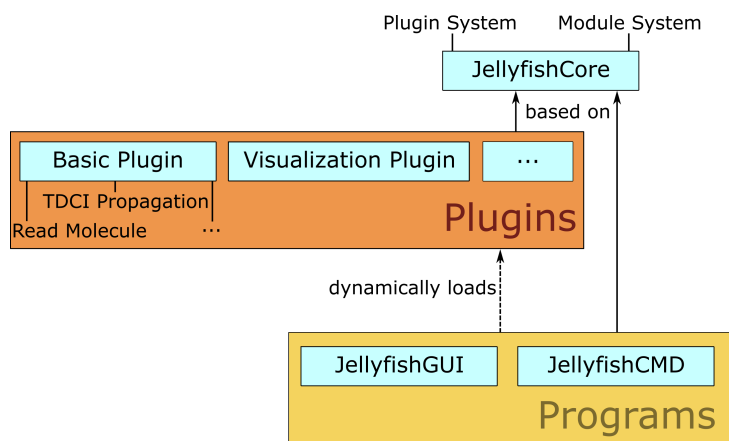 Plugin System
Module System
JellyfishCore
based on
Basic Plugin
Visualization Plugin
...
TDCI Propagation
Read Molecule
...
Plugins
dynamically loads
JellyfishGUI
JellyfishCMD
Programs